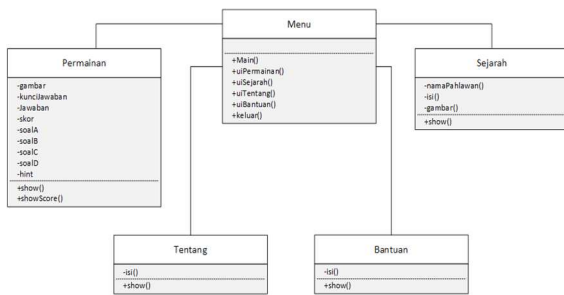 Menu
+Main()
+uiPermainan()
+uiSejarah()
+uiTentang()
+uiBantuan()
+keluar()
Permainan
-gambar
-kunciJawaban
-Jawaban
-skor
-soalA
-soalB
-soalC
-soalD
-hint
+show()
+showScore()
Sejarah
-namaPahlawan()
-isi()
-gambar()
+show()
Tentang
-isi()
+show()
Bantuan
-isi()
+show()